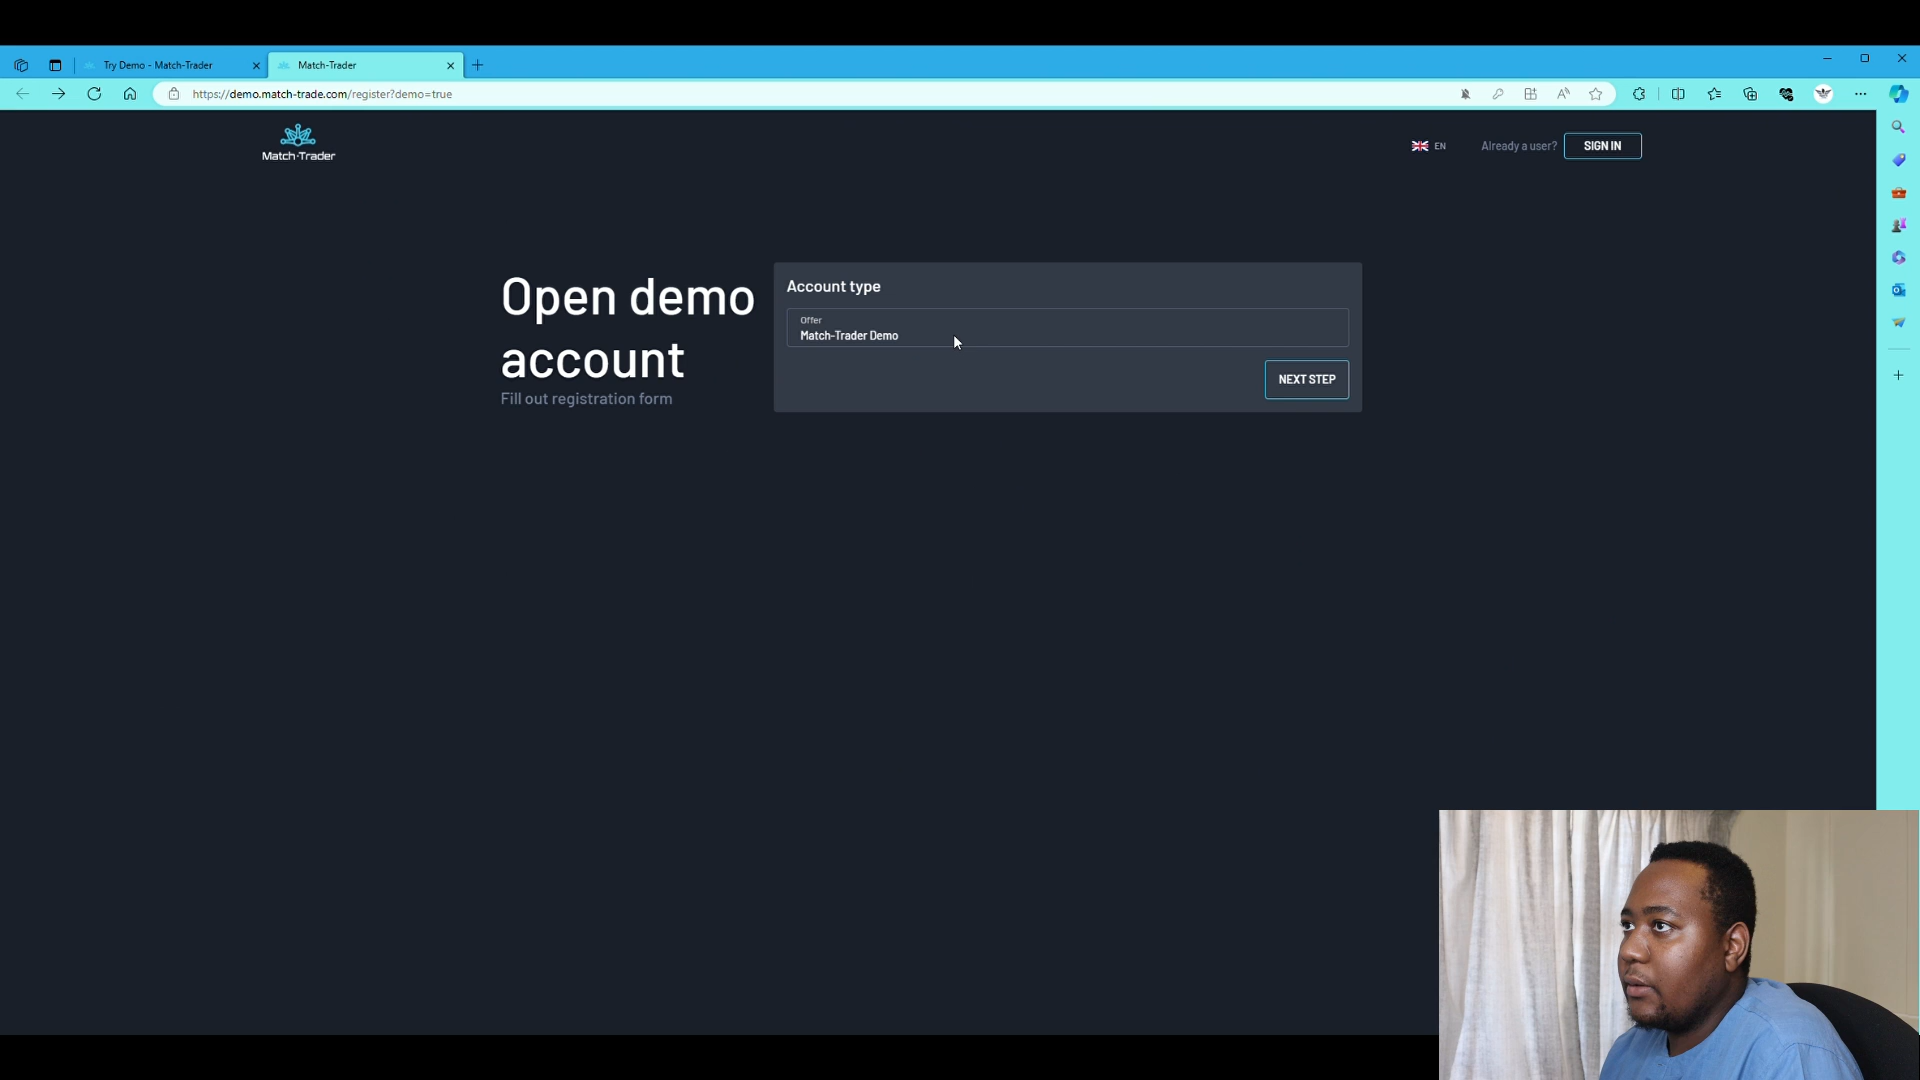 Try Demo - Match-Trader
Match-Trader
https://demo.match-trade.com/register?demo=true
Match-Trader
EN
Already a user?
SIGN IN
Open demo
account
Fill out registration form
Account type
Offer
Match-Trader Demo
NEXT STEP